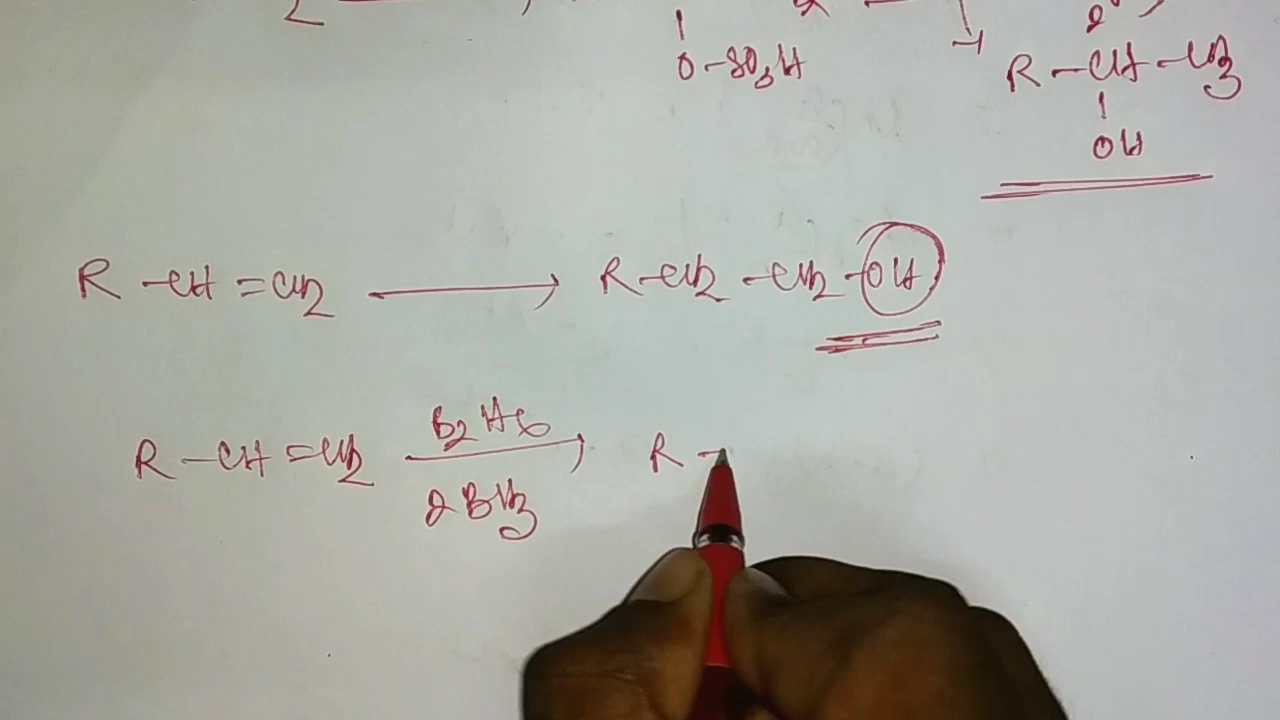 O-SO3H
R-CH-CH3
OH
R-CH=CH2 → R-CH2-CH2-OH
B2H6
R-CH=CH2 → R-
2BH3